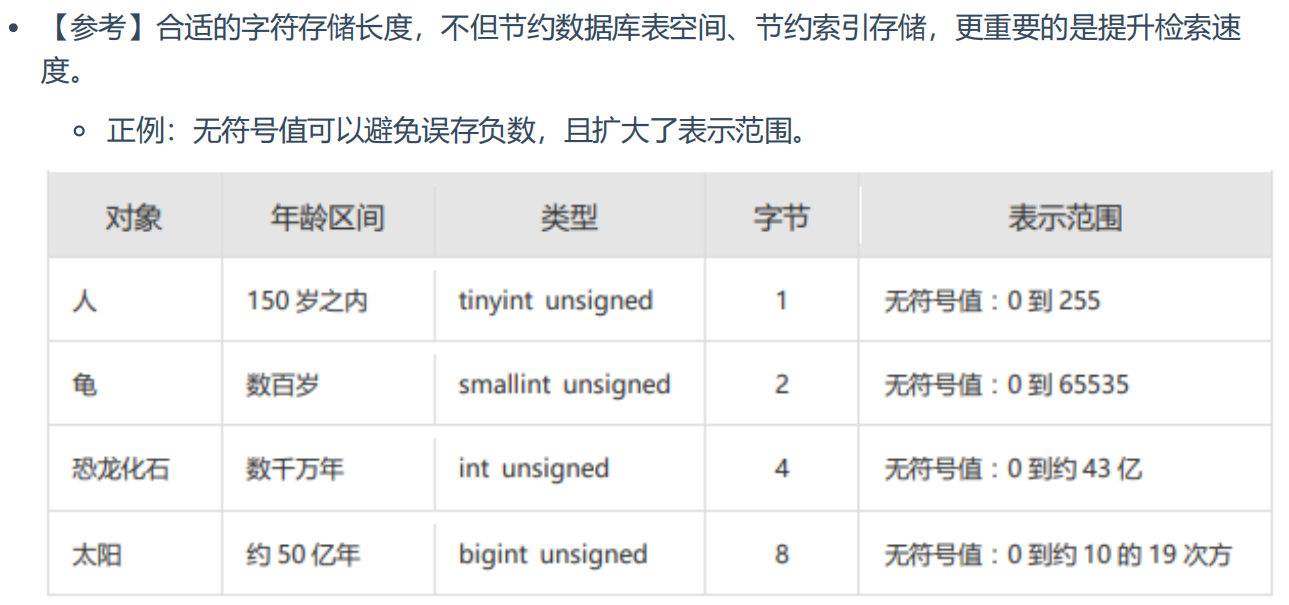 【参考】合适的字符存储长度，不但节约数据库表空间、节约索引存储，更重要的是提升检索速
度。
正例：无符号值可以避免误存负数，且扩大了表示范围。
对象 年龄区间 类型 字节 表示范围
人 150 岁之内 tinyint unsigned 1 无符号值：0 到 255
龟 数百岁 smallint unsigned 2 无符号值：0 到 65535
恐龙化石 数千万年 int unsigned 4 无符号值：0 到约 43 亿
太阳 约 50 亿年 bigint unsigned 8 无符号值：0 到约 10 的 19 次方